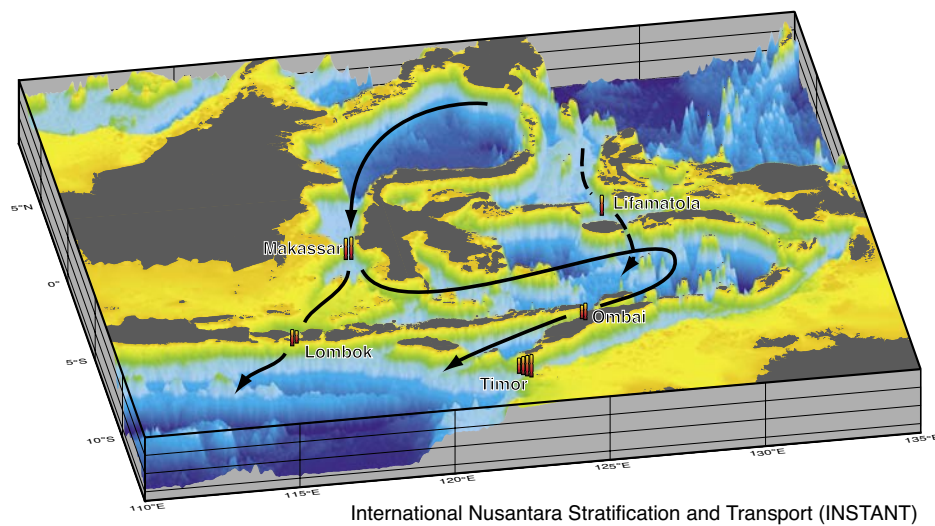 Lifamatola
Makassar
Ombai
Lombok
Timor
5°N
0°
5°S
10°S
110°E
115°E
120°E
125°E
130°E
135°E
International Nusantara Stratification and Transport (INSTANT)